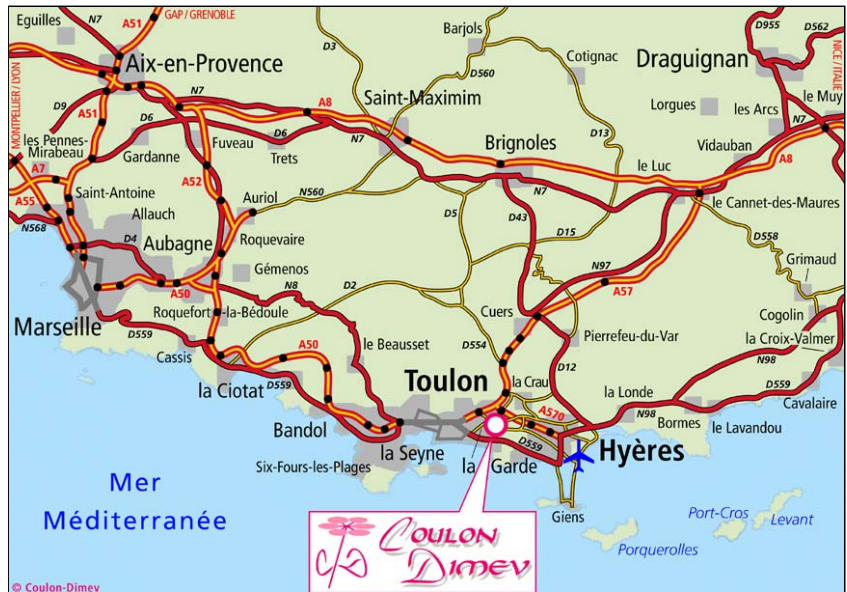 GAP / GRENOBLE
Eguilles
N7
A51
Barjols
D3
D560
Cotignac
D955
D562
Draguignan
NICE / ITALIE
Aix-en-Provence
MONTPELLIER / LYON
D9
A51
N7
A8
Saint-Maximim
Lorgues
les Arcs
le Muy
N7
D6
D6
D13
les Pennes-
Mirabeau
Gardanne
Fuveau
Trets
N7
Brignoles
Vidauban
A8
A7
A52
le Luc
Saint-Antoine
A55
Auriol
N560
N7
le Cannet-des-Maures
N568
Allauch
D5
D43
D15
D4
Aubagne
Roquevaire
D558
Gémenos
N97
Grimaud
A50
N8
D2
A57
Roquefort-la-Bédoule
Cuers
Cogolin
Marseille
D559
D554
Pierrefeu-du-Var
la Croix-Valmer
A50
le Beausset
N98
Cassis
la Ciotat
D559
Toulon
la Crau
D12
la Londe
D559
A570
Cavalaire
Bandol
N98
Bormes
le Lavandou
la Seyne
la Garde
D559
Hyères
Six-Fours-les-Plages
Mer
Méditerranée
Giens
Port-Cros
Levant
Porquerolles
COULON
DIMEV
© Coulon-Dimev